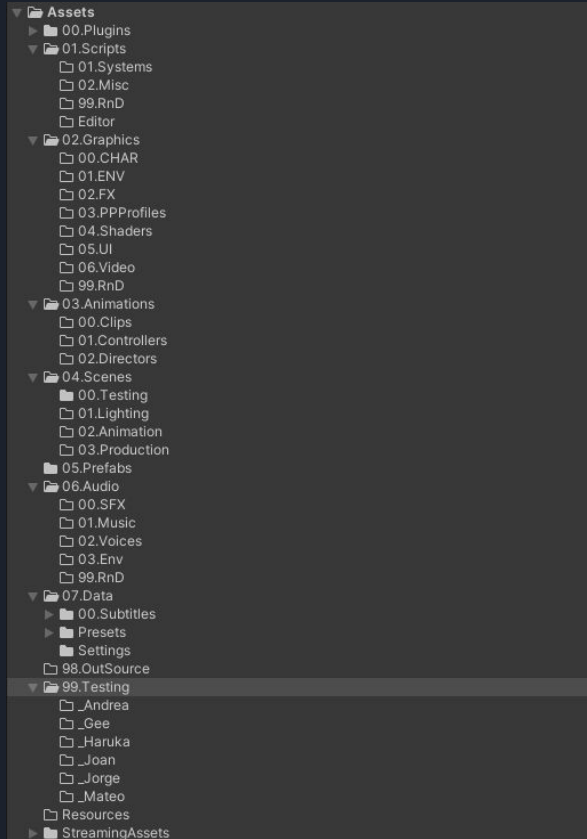 Assets
00.Plugins
01.Scripts
01.Systems
02.Misc
99.RnD
Editor
02.Graphics
00.CHAR
01.ENV
02.FX
03.PPProfiles
04.Shaders
05.UI
06.Video
99.RnD
03.Animations
00.Clips
01.Controllers
02.Directors
04.Scenes
00.Testing
01.Lighting
02.Animation
03.Production
05.Prefabs
06.Audio
00.SFX
01.Music
02.Voices
03.Env
99.RnD
07.Data
00.Subtitles
Presets
Settings
98.OutSource
99.Testing
_Andrea
_Gee
_Haruka
_Joan
_Jorge
_Mateo
Resources
StreamingAssets